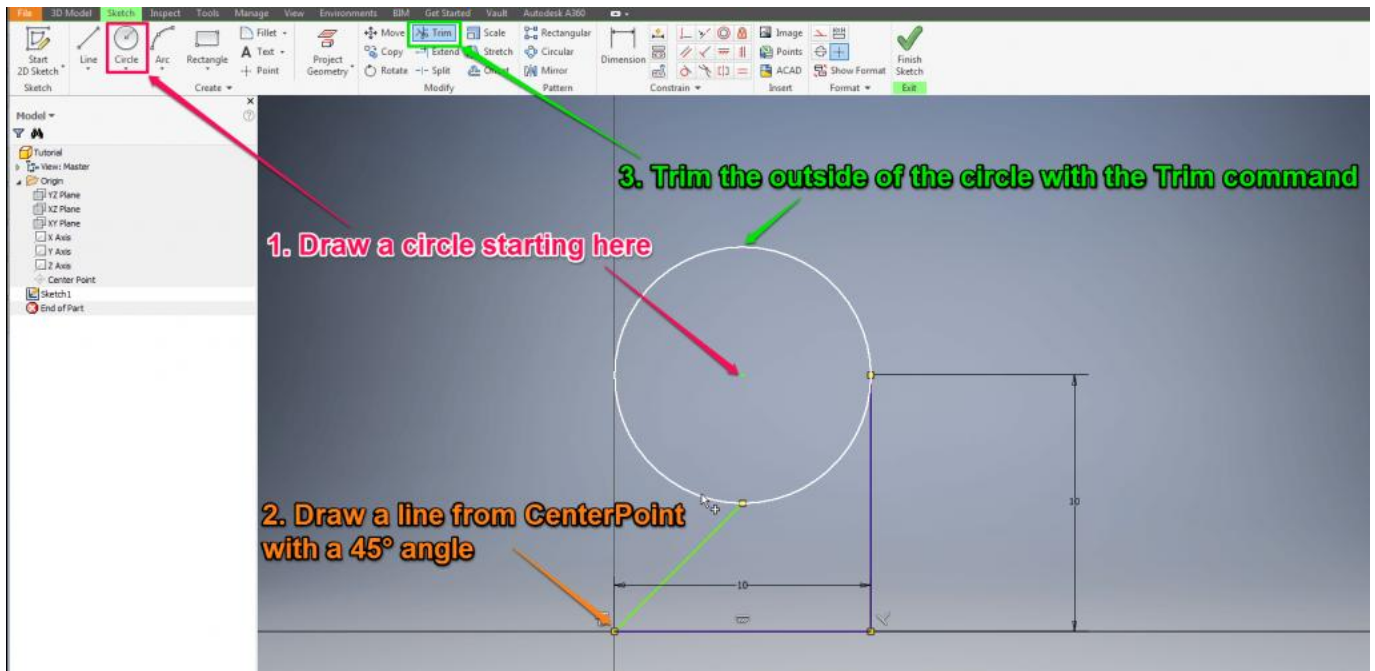 File 3D Model Sketch Inspect Tools Manage View Environments BIM Get Started Vault Autodesk A360
Start 2D Sketch
Line
Circle
Arc
Rectangle
Fillet
Text
Point
Project Geometry
Move
Copy
Rotate
Trim
Extend
Split
Scale
Stretch
Offset
Rectangular
Circular
Mirror
Dimension
Image
Points
ACAD
Show Format
Finish Sketch
Sketch Create Modify Pattern Constrain Insert Format Exit
Model
Tutorial
View: Master
Origin
YZ Plane
XZ Plane
XY Plane
X Axis
Y Axis
Z Axis
Center Point
Sketch1
End of Part
3. Trim the outside of the circle with the Trim command
1. Draw a circle starting here
2. Draw a line from CenterPoint
with a 45° angle
10
10